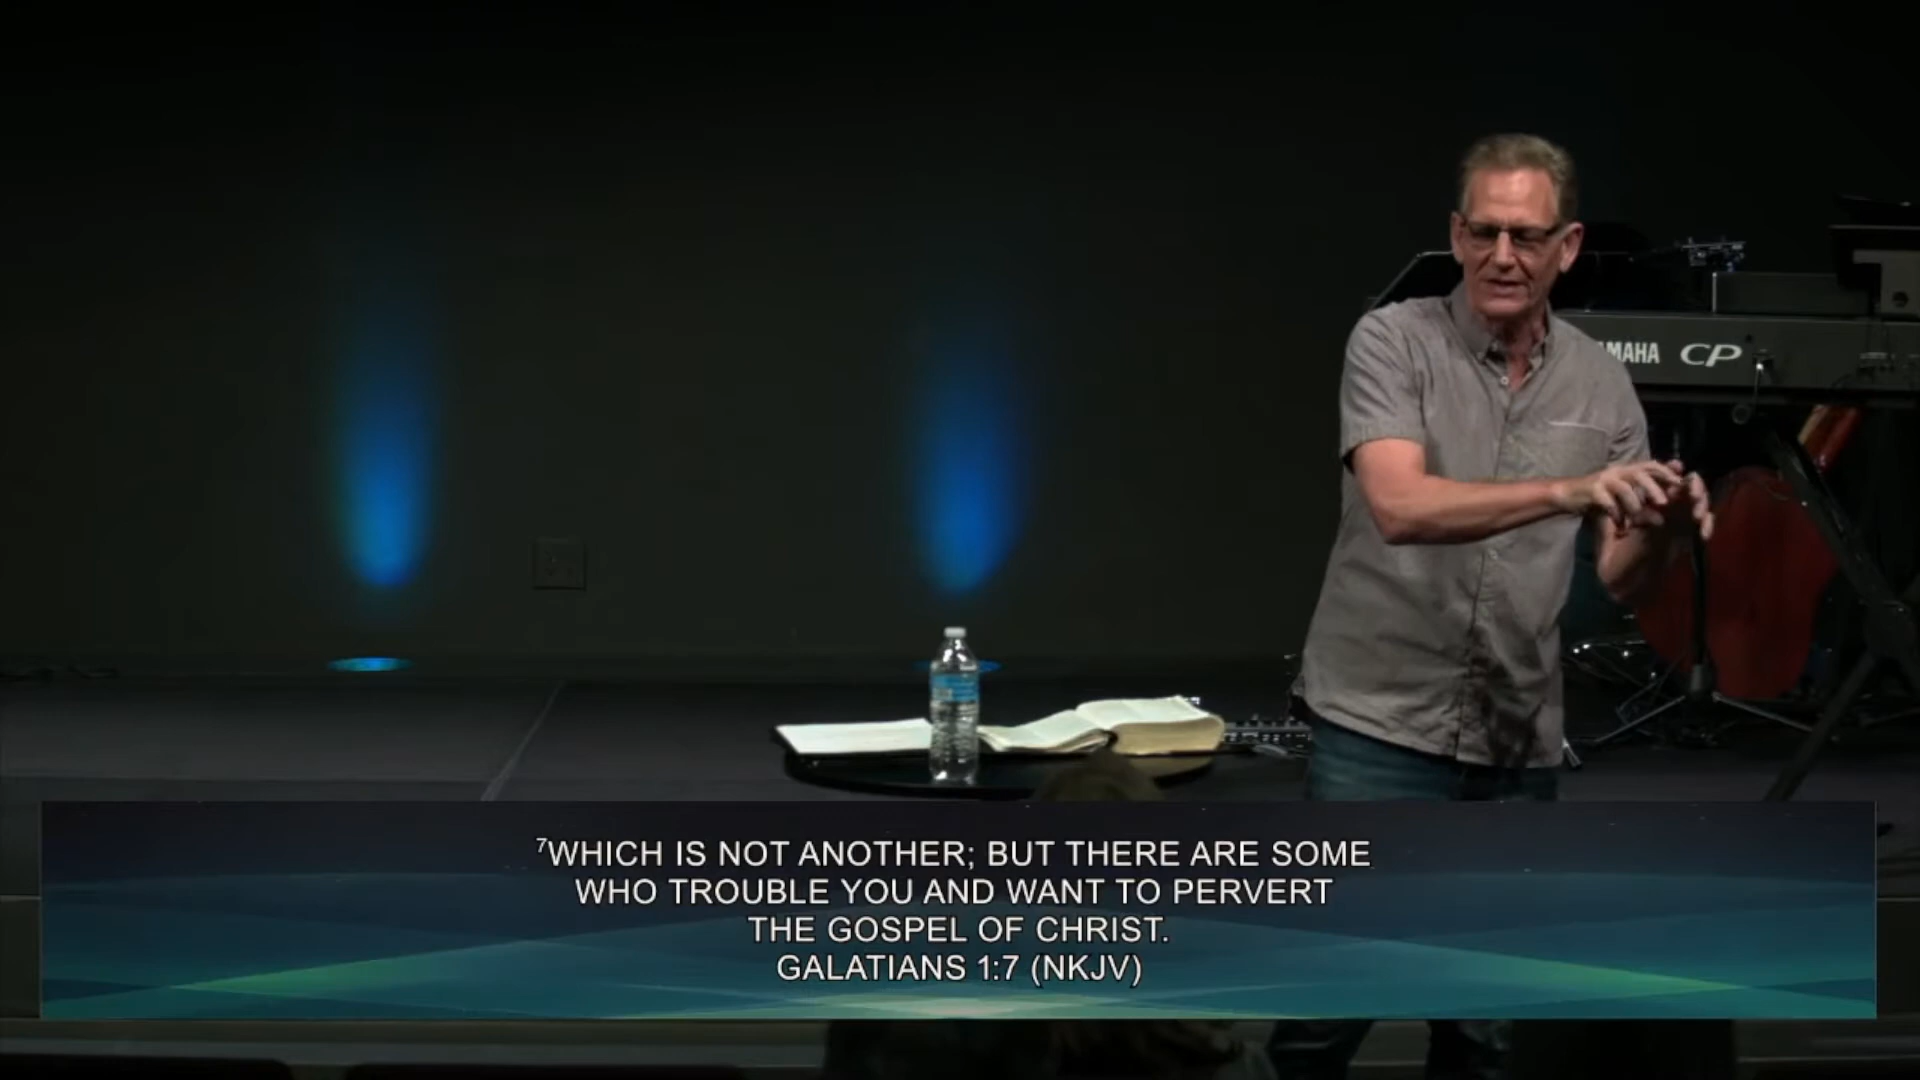 AMAHA CP
⁷WHICH IS NOT ANOTHER; BUT THERE ARE SOME
WHO TROUBLE YOU AND WANT TO PERVERT
THE GOSPEL OF CHRIST.
GALATIANS 1:7 (NKJV)